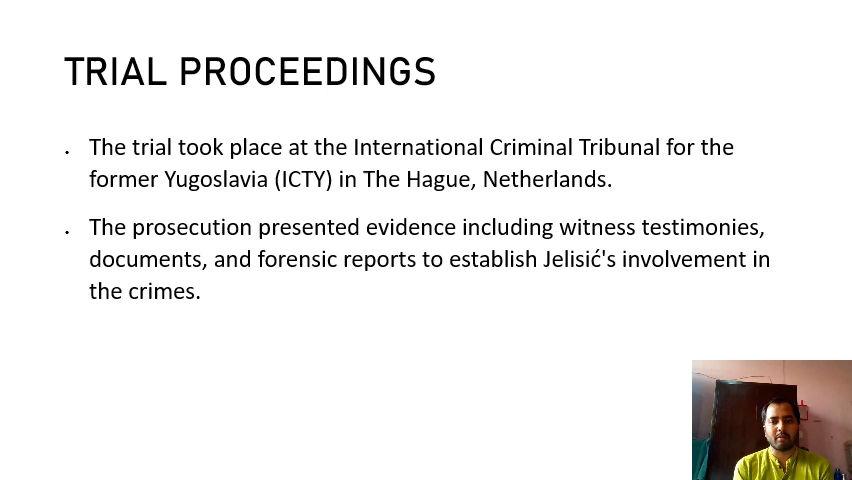 TRIAL PROCEEDINGS
. The trial took place at the International Criminal Tribunal for the
former Yugoslavia (ICTY) in The Hague, Netherlands.
. The prosecution presented evidence including witness testimonies,
documents, and forensic reports to establish Jelisić's involvement in
the crimes.